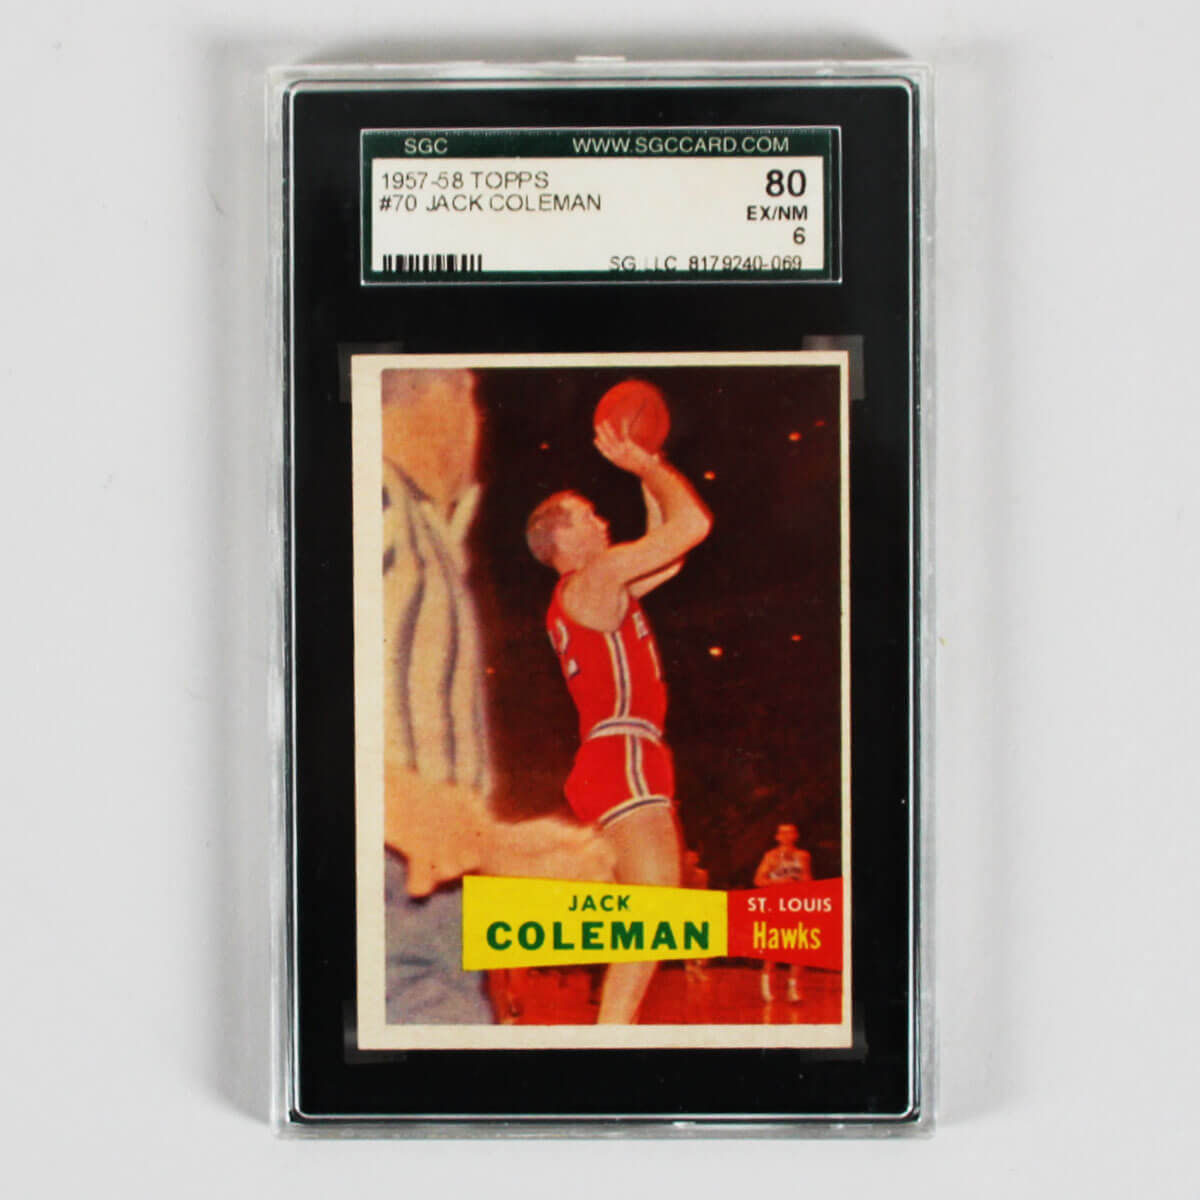 SGC WWW.SGCCARD.COM
1957-58 TOPPS 80
#70 JACK COLEMAN EX/NM
6
SG LLC 8179240-069
JACK ST. LOUIS
COLEMAN Hawks